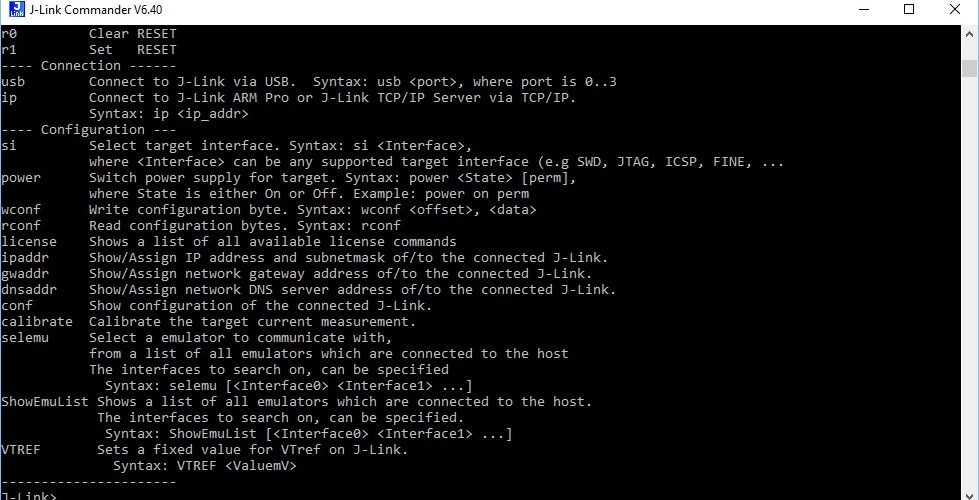 J-Link Commander V6.40
r0         Clear RESET
r1         Set   RESET
---- Connection ------
usb        Connect to J-Link via USB.  Syntax: usb <port>, where port is 0..3
ip         Connect to J-Link ARM Pro or J-Link TCP/IP Server via TCP/IP.
           Syntax: ip <ip_addr>
---- Configuration ---
si         Select target interface. Syntax: si <Interface>,
           where <Interface> can be any supported target interface (e.g SWD, JTAG, ICSP, FINE, ...
power      Switch power supply for target. Syntax: power <State> [perm],
           where State is either On or Off. Example: power on perm
wconf      Write configuration byte. Syntax: wconf <offset>, <data>
rconf      Read configuration bytes. Syntax: rconf
license    Shows a list of all available license commands
ipaddr     Show/Assign IP address and subnetmask of/to the connected J-Link.
gwaddr     Show/Assign network gateway address of/to the connected J-Link.
dnsaddr    Show/Assign network DNS server address of/to the connected J-Link.
conf       Show configuration of the connected J-Link.
calibrate  Calibrate the target current measurement.
selemu     Select a emulator to communicate with,
           from a list of all emulators which are connected to the host
           The interfaces to search on, can be specified
             Syntax: selemu [<Interface0> <Interface1> ...]
ShowEmuList Shows a list of all emulators which are connected to the host.
            The interfaces to search on, can be specified.
             Syntax: ShowEmuList [<Interface0> <Interface1> ...]
VTREF       Sets a fixed value for VTref on J-Link.
              Syntax: VTREF <ValuemV>
----------------------
J-Link>